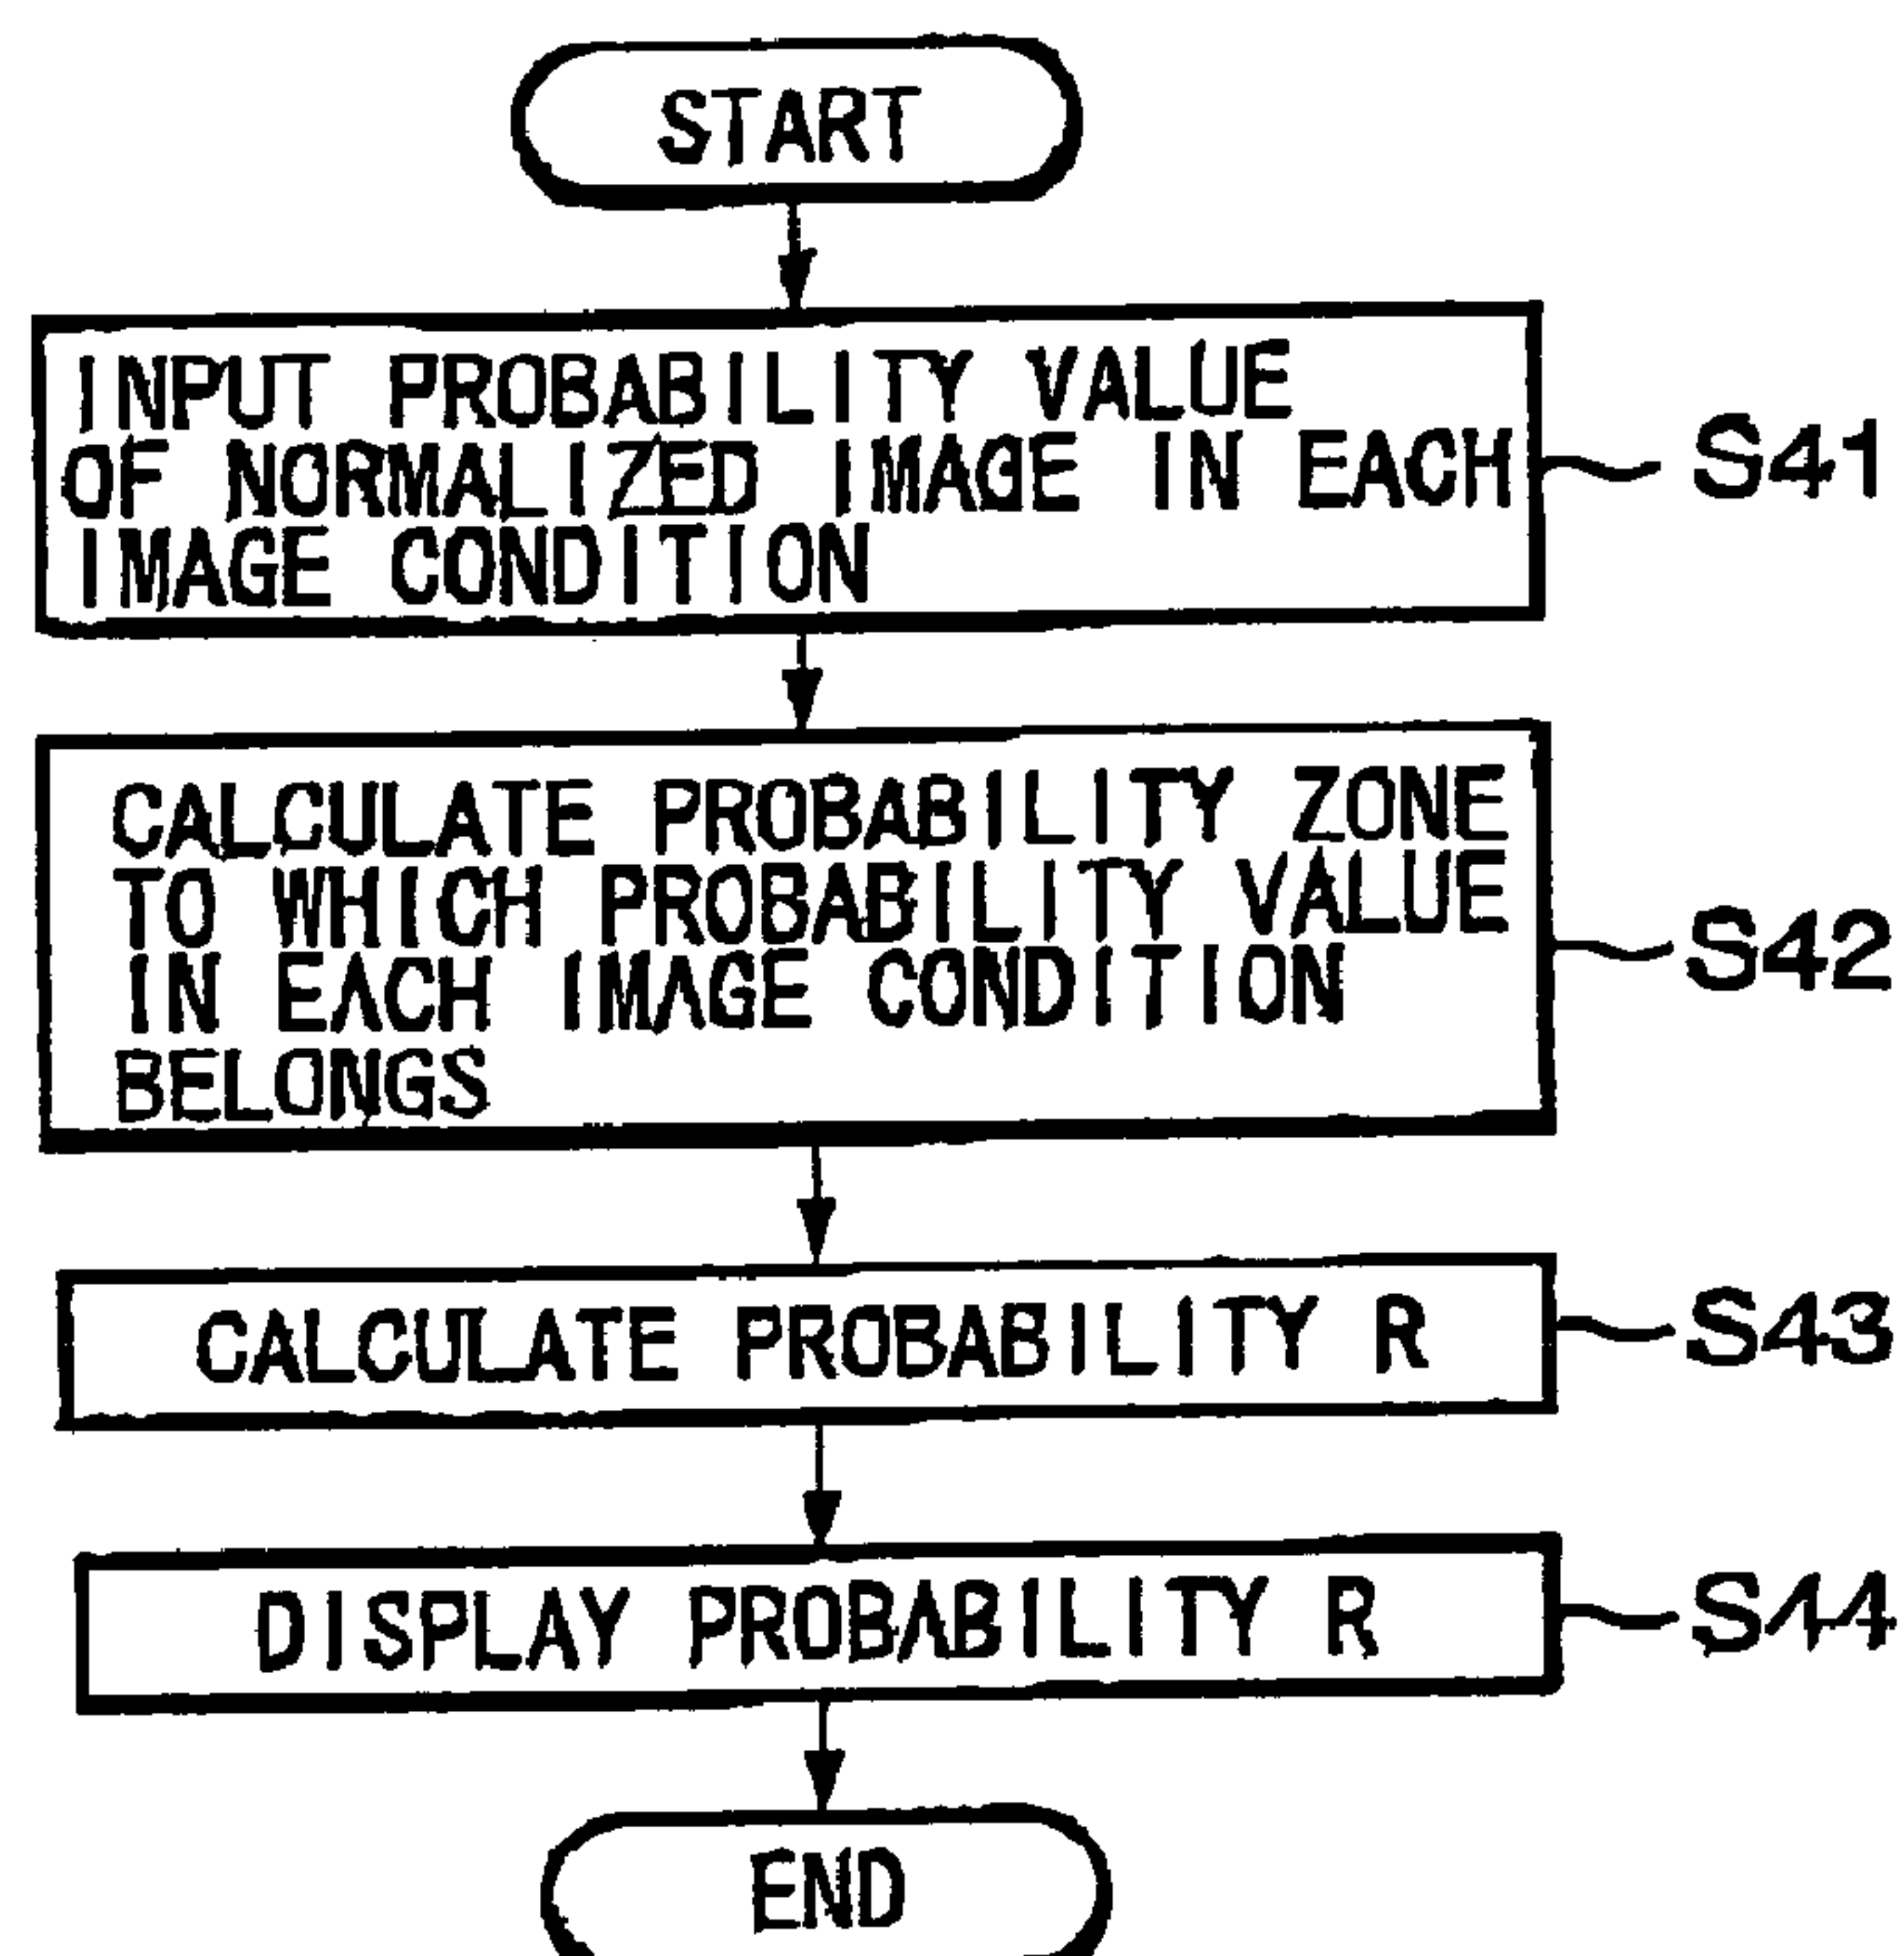 START
INPUT PROBABILITY VALUE
OF NORMALIZED IMAGE IN EACH
IMAGE CONDITION
S41
CALCULATE PROBABILITY ZONE
TO WHICH PROBABILITY VALUE
IN EACH IMAGE CONDITION
BELONGS
S42
CALCULATE PROBABILITY R
S43
DISPLAY PROBABILITY R
S44
END